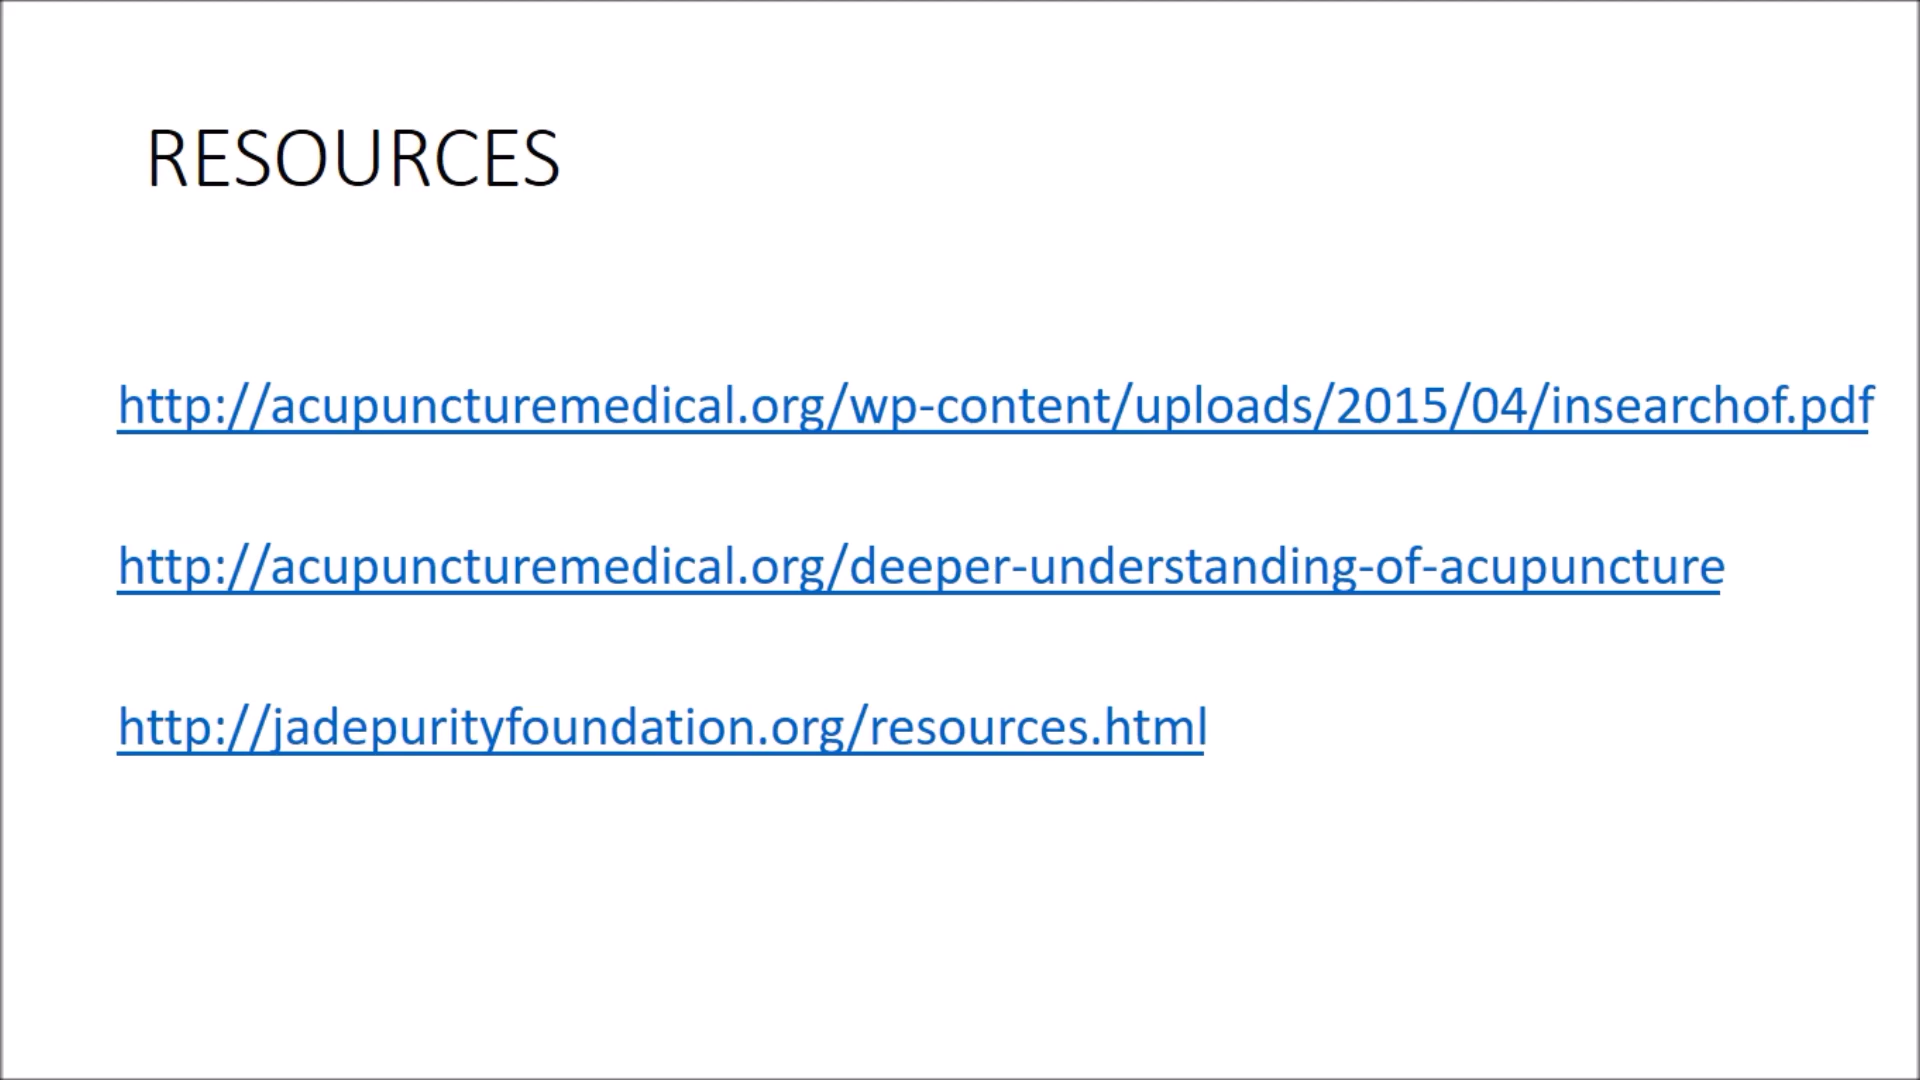 RESOURCES
http://acupuncturemedical.org/wp-content/uploads/2015/04/insearchof.pdf
http://acupuncturemedical.org/deeper-understanding-of-acupuncture
http://jadepurityfoundation.org/resources.html